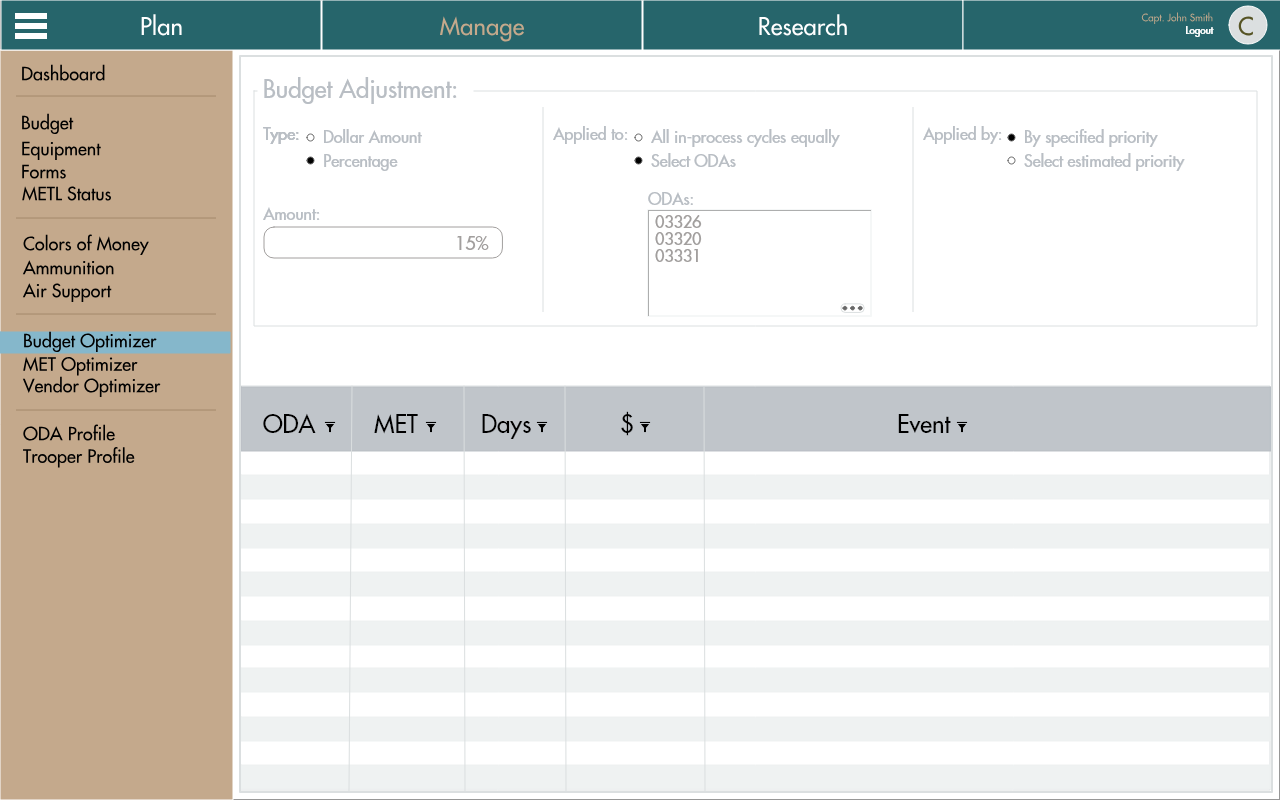 Plan
Manage
Research
Capt. John Smith
Logout
C
Dashboard
Budget
Equipment
Forms
METL Status
Colors of Money
Ammunition
Air Support
Budget Optimizer
MET Optimizer
Vendor Optimizer
ODA Profile
Trooper Profile
Budget Adjustment:
Type:
Dollar Amount
Percentage
Amount:
15%
Applied to:
All in-process cycles equally
Select ODAs
ODAs:
03326
03320
03331
Applied by:
By specified priority
Select estimated priority
ODA
MET
Days
$
Event